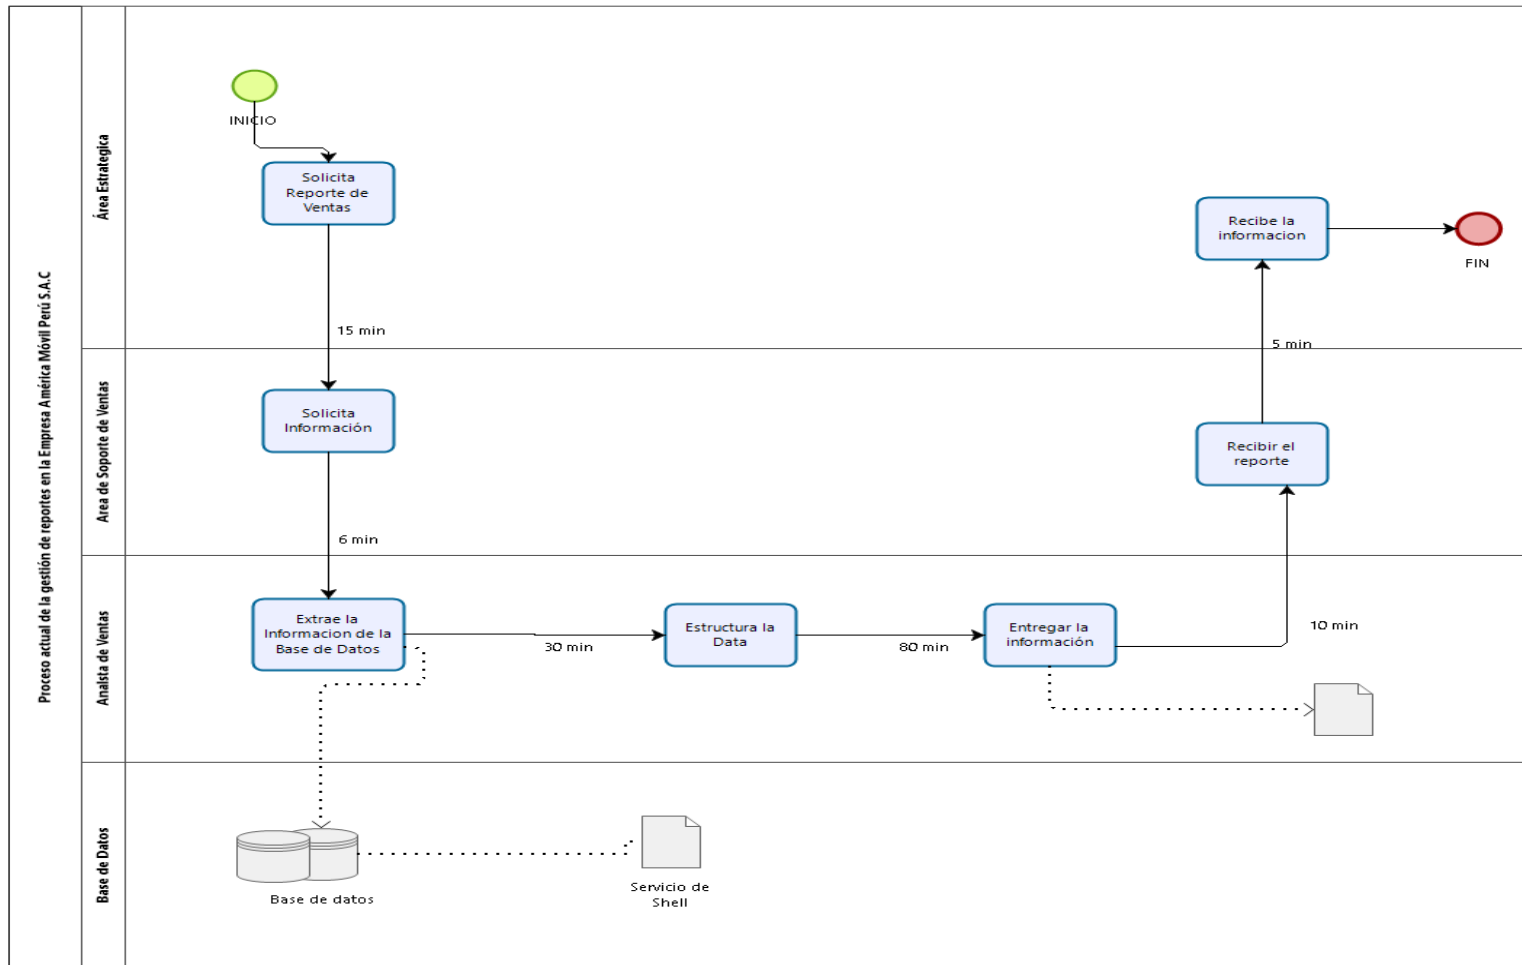 Proceso actual de la gestión de reportes en la Empresa América Móvil Perú S.A.C
Área Estrategica
INICIO
Solicita
Reporte de
Ventas
15 min
Recibe la
informacion
FIN
5 min
Area de Soporte de Ventas
Solicita
Información
6 min
Recibir el
reporte
Analista de Ventas
Extrae la
Informacion de la
Base de Datos
30 min
Estructura la
Data
80 min
Entregar la
información
10 min
Base de Datos
Base de datos
Servicio de
Shell